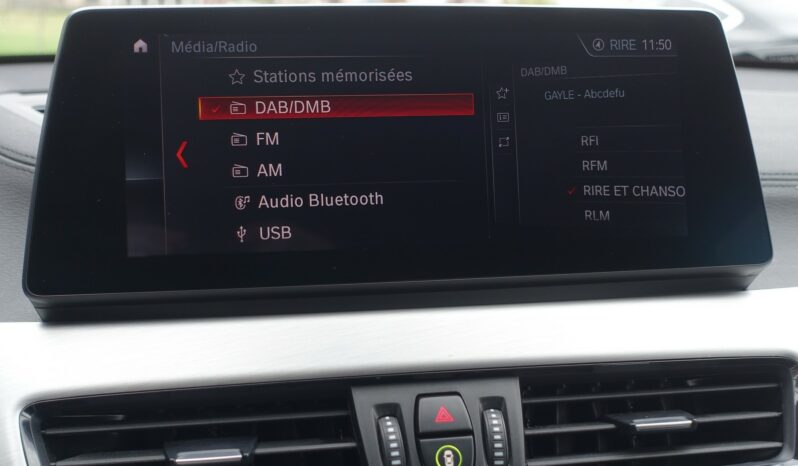 Média/Radio
RIRE 11:50
Stations mémorisées
DAB/DMB
FM
AM
Audio Bluetooth
USB
DAB/DMB
GAYLE - Abcdefu
RFI
RFM
RIRE ET CHANSO
RLM